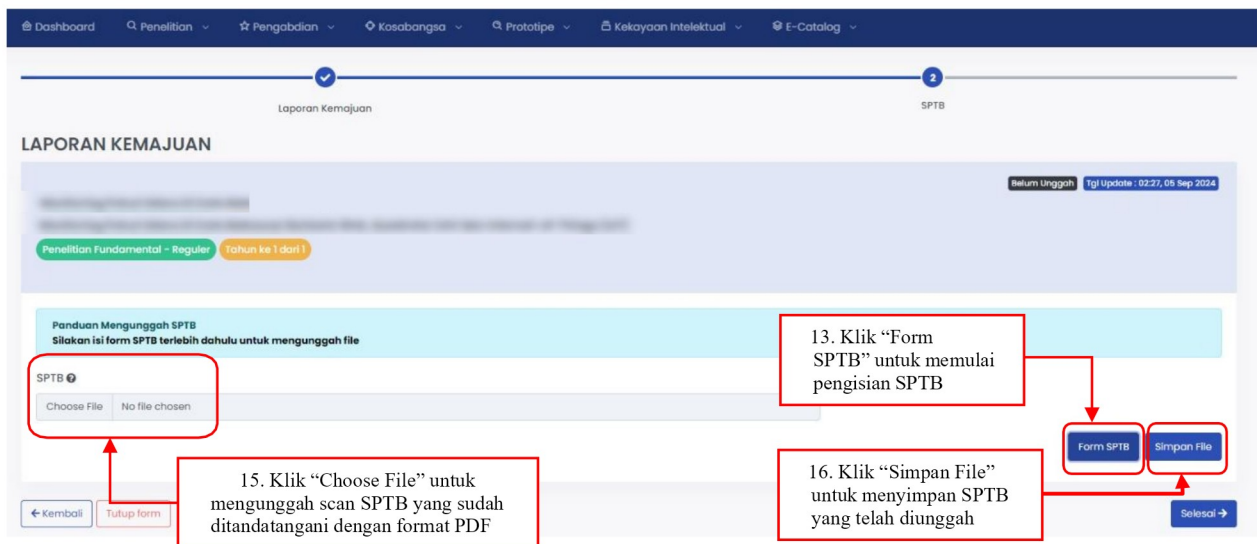 Dashboard Penelitian Pengabdian Kosabangsa Prototipe Kekayaan Intelektual E-Catalog
2
Laporan Kemajuan SPTB
LAPORAN KEMAJUAN
Belum Unggah Tgl Update : 02:27, 05 Sep 2024
Penelitian Fundamental - Reguler Tahun ke 1 dari 1
Panduan Mengunggah SPTB
Silakan isi form SPTB terlebih dahulu untuk mengunggah file
13. Klik “Form
SPTB” untuk memulai
pengisian SPTB
SPTB
Choose File No file chosen
Form SPTB Simpan File
15. Klik “Choose File” untuk
mengunggah scan SPTB yang sudah
ditandatangani dengan format PDF
16. Klik “Simpan File”
untuk menyimpan SPTB
yang telah diunggah
Kembali Tutup form Selesai